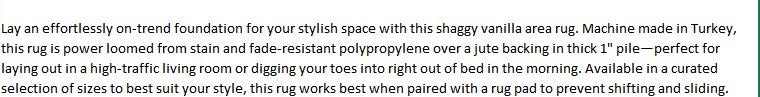 Lay an effortlessly on-trend foundation for your stylish space with this shaggy vanilla area rug. Machine made in Turkey,
this rug is power loomed from stain and fade-resistant polypropylene over a jute backing in thick 1" pile—perfect for
laying out in a high-traffic living room or digging your toes into right out of bed in the morning. Available in a curated
selection of sizes to best suit your style, this rug works best when paired with a rug pad to prevent shifting and sliding.